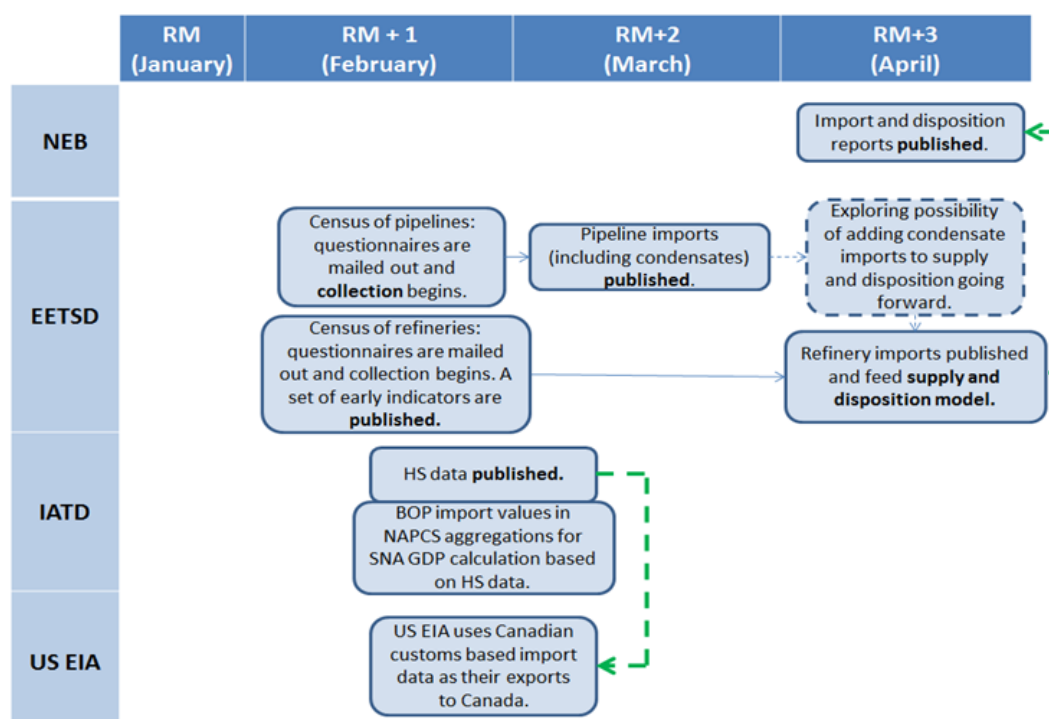 RM
(January)
RM + 1
(February)
RM+2
(March)
RM+3
(April)
NEB
Import and disposition
reports published.
EETSD
Census of pipelines:
questionnaires are
mailed out and
collection begins.
Pipeline imports
(including condensates)
published.
Exploring possibility
of adding condensate
imports to supply
and disposition going
forward.
Census of refineries:
questionnaires are mailed
out and collection begins. A
set of early indicators are
published.
Refinery imports published
and feed supply and
disposition model.
IATD
HS data published.
BOP import values in
NAPCS aggregations for
SNA GDP calculation based
on HS data.
US EIA
US EIA uses Canadian
customs based import
data as their exports
to Canada.